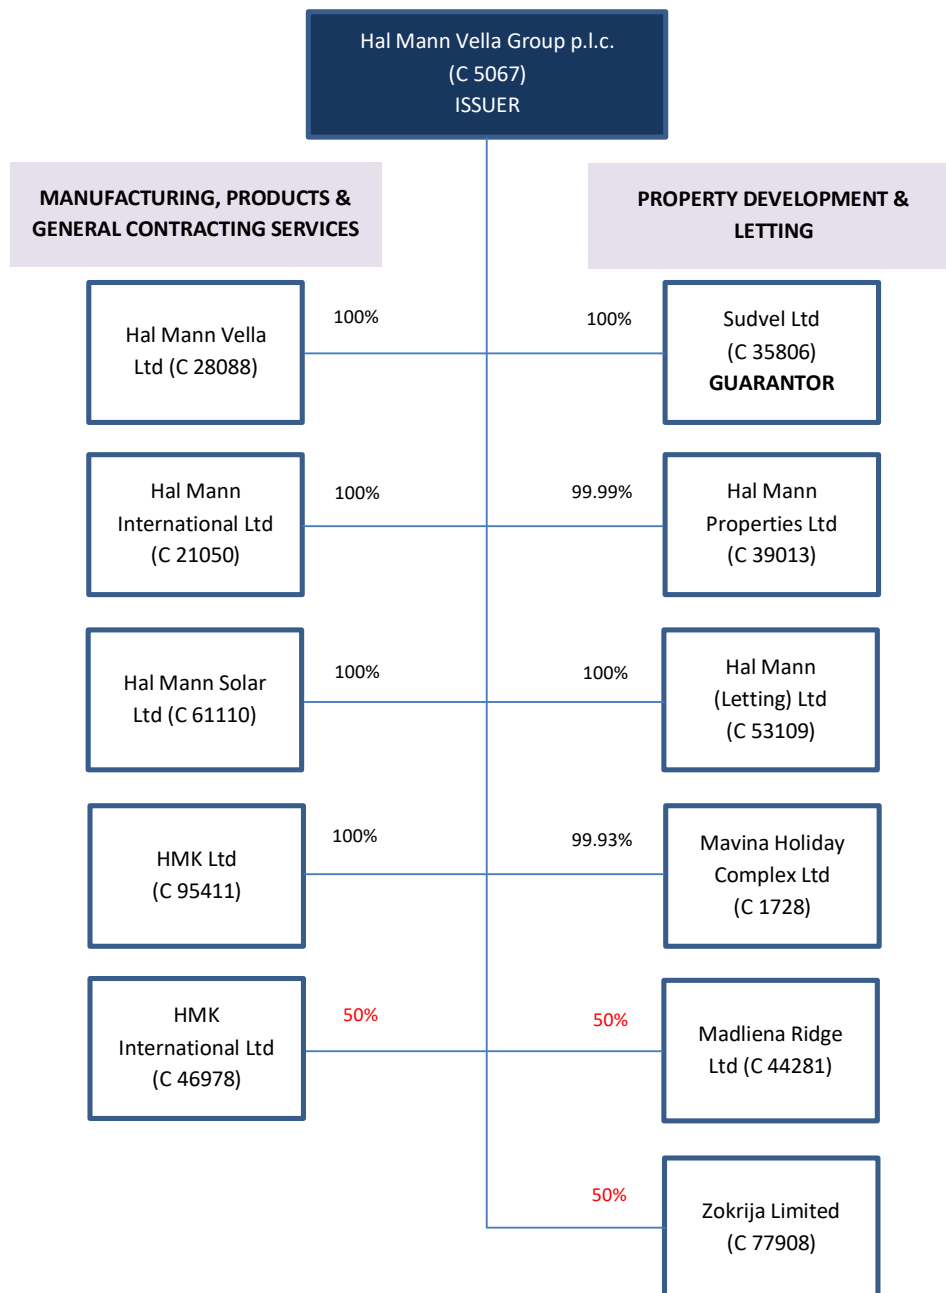 Hal Mann Vella Group p.l.c.
(C 5067)
ISSUER
MANUFACTURING, PRODUCTS &
GENERAL CONTRACTING SERVICES
PROPERTY DEVELOPMENT &
LETTING
Hal Mann Vella
Ltd (C 28088)
100%
100%
Sudvel Ltd
(C 35806)
GUARANTOR
Hal Mann
International Ltd
(C 21050)
100%
99.99%
Hal Mann
Properties Ltd
(C 39013)
Hal Mann Solar
Ltd (C 61110)
100%
100%
Hal Mann
(Letting) Ltd
(C 53109)
HMK Ltd
(C 95411)
100%
99.93%
Mavina Holiday
Complex Ltd
(C 1728)
HMK
International Ltd
(C 46978)
50%
50%
Madliena Ridge
Ltd (C 44281)
50%
Zokrija Limited
(C 77908)